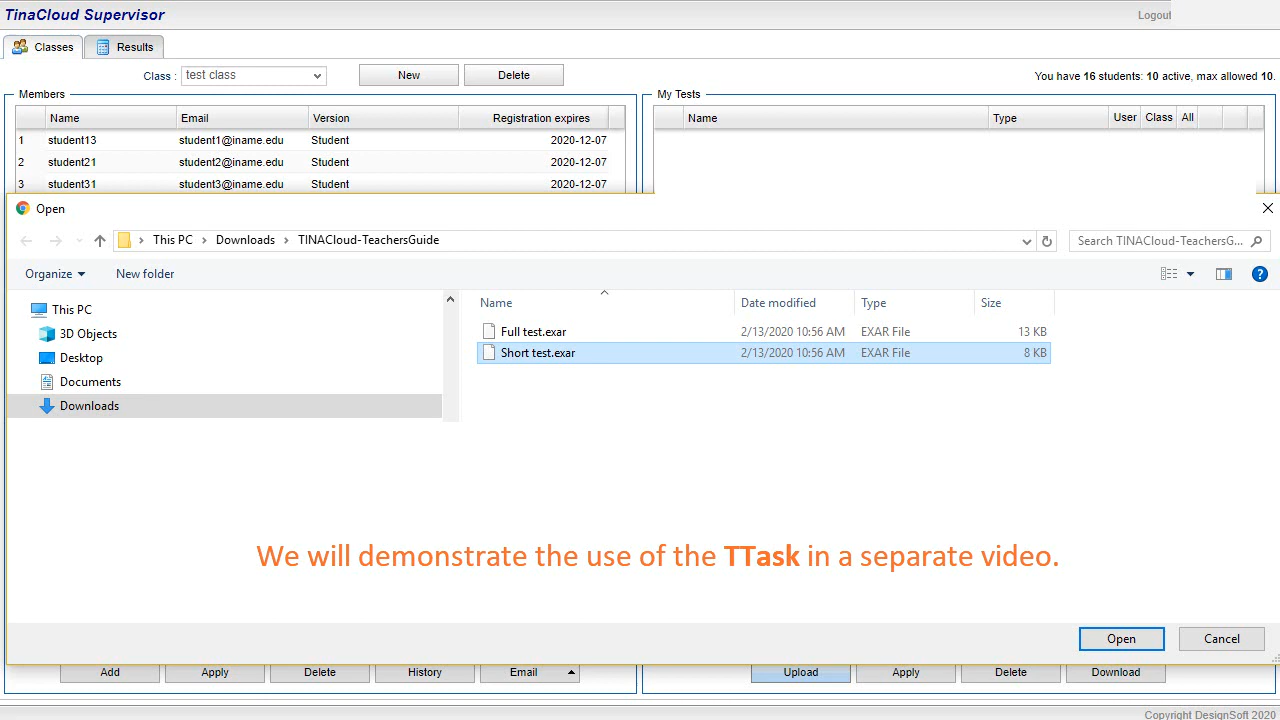 TinaCloud Supervisor
Logout
Classes Results
Class : test class New Delete You have 16 students: 10 active, max allowed 10.
Members My Tests
Name Email Version Registration expires Name Type User Class All
1 student13 student1@iname.edu Student 2020-12-07
2 student21 student2@iname.edu Student 2020-12-07
3 student31 student3@iname.edu Student 2020-12-07
Open
This PC Downloads TINACloud-TeachersGuide Search TINACloud-TeachersG...
Organize New folder
Name Date modified Type Size
This PC
3D Objects
Desktop
Documents
Downloads
Full test.exar 2/13/2020 10:56 AM EXAR File 13 KB
Short test.exar 2/13/2020 10:56 AM EXAR File 8 KB
We will demonstrate the use of the TTask in a separate video.
Open Cancel
Add Apply Delete History Email Upload Apply Delete Download
Copyright DesignSoft 2020